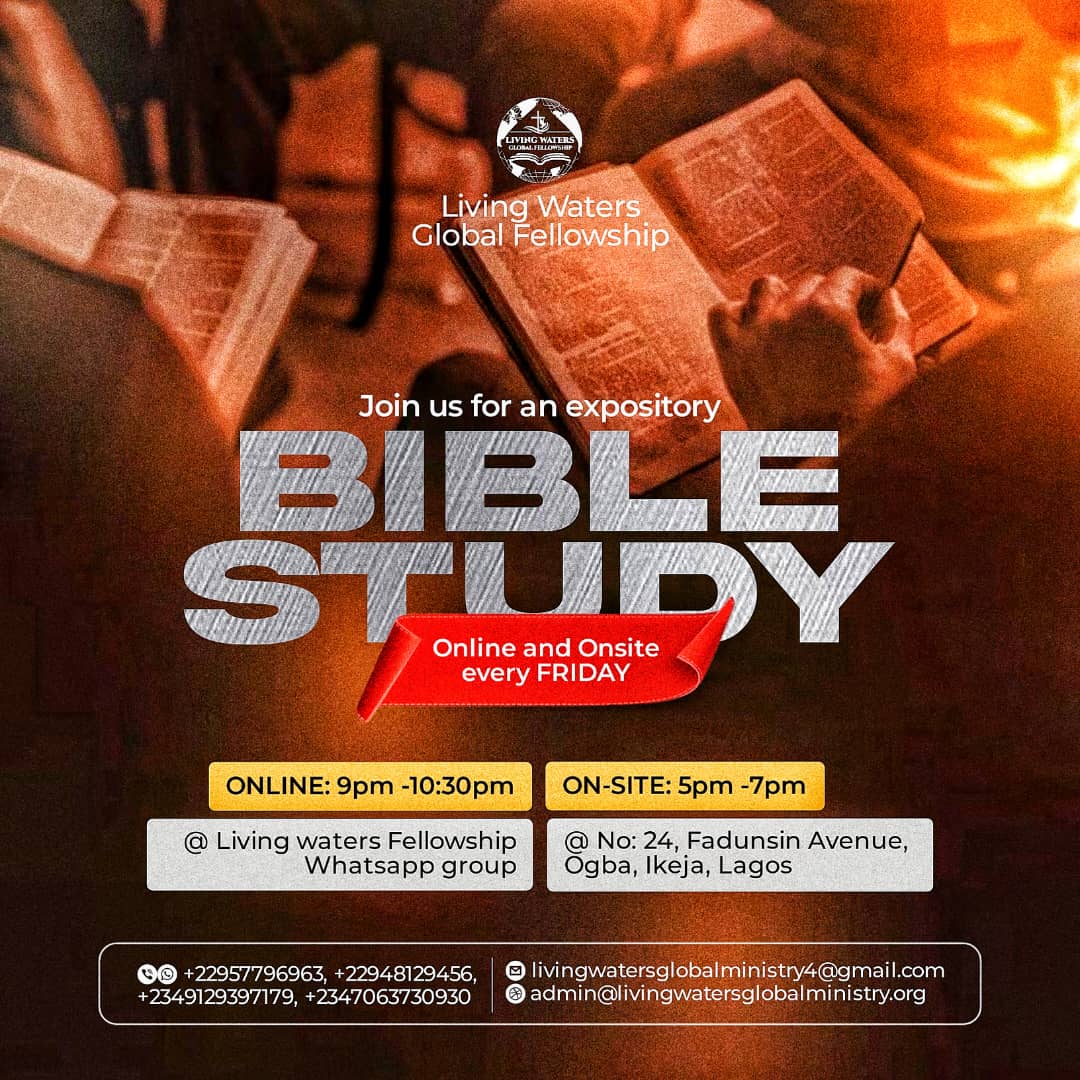 LIVING WATERS
GLOBAL FELLOWSHIP
Living Waters
Global Fellowship
Join us for an expository
BIBLE
STUDY
Online and Onsite
every FRIDAY
ONLINE: 9pm -10:30pm
@ Living waters Fellowship
Whatsapp group
ON-SITE: 5pm -7pm
@ No: 24, Fadunsin Avenue,
Ogba, Ikeja, Lagos
+22957796963, +22948129456,
+2349129397179, +2347063730930
livingwatersglobalministry4@gmail.com
admin@livingwatersglobalministry.org